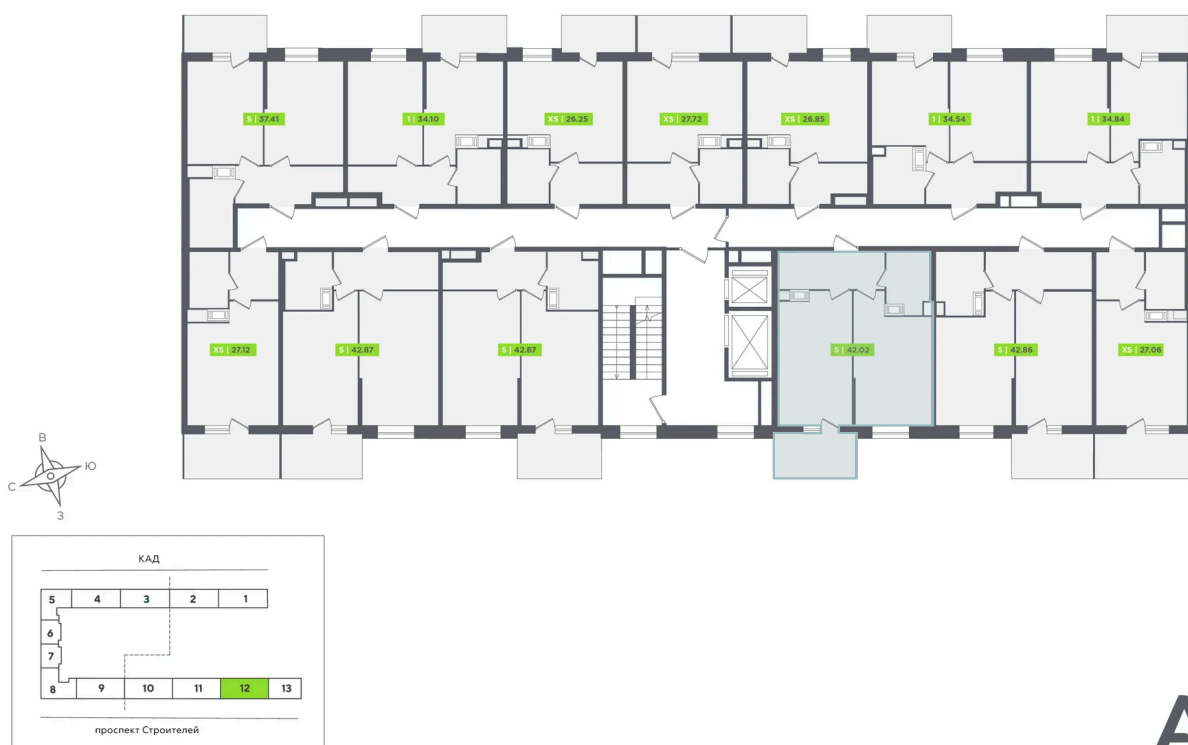 S | 37.41
1 | 34.10
XS | 26.25
XS | 27.72
XS | 26.85
1 | 34.54
1 | 34.84
XS | 27.12
S | 42.87
S | 42.67
S | 42.02
S | 42.86
XS | 27.06
В
Ю
С
З
КАД
5 4 3 2 1
6
7
8 9 10 11 12 13
проспект Строителей